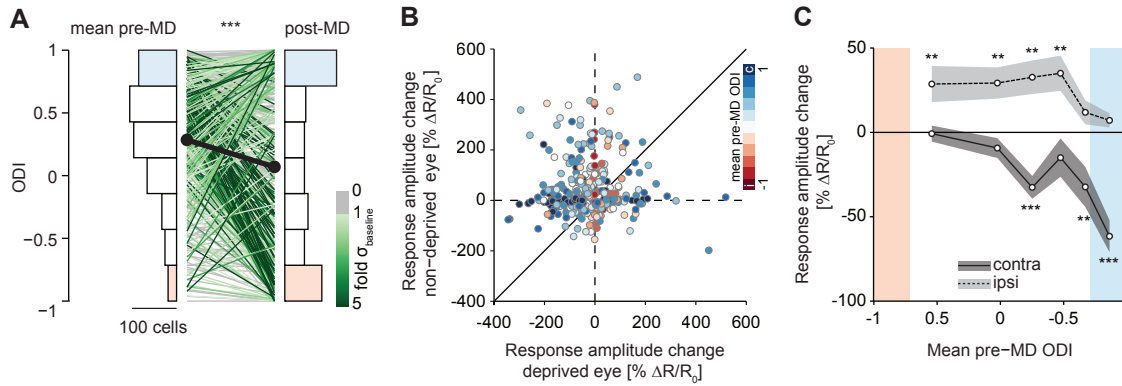 A
mean pre-MD
***
post-MD
1
0.5
0
−0.5
−1
ODI
100 cells
0
1
5
fold σbaseline
B
600
400
200
0
-200
-400
Response amplitude change
non-deprived eye [% ΔR/R0]
-400
-200
0
200
400
600
Response amplitude change
deprived eye [% ΔR/R0]
C
1
mean pre-MD ODI
i
-1
C
50
0
-50
-100
Response amplitude change
[% ΔR/R0]
**
**
**
**
***
**
***
contra
ipsi
-1
0.5
0
-0.5
1
Mean pre−MD ODI